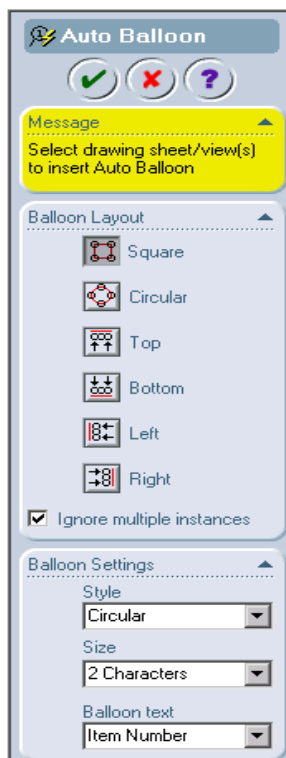 Auto Balloon
?
Message
Select drawing sheet/view(s)
to insert Auto Balloon
Balloon Layout
Square
Circular
Top
Bottom
Left
Right
Ignore multiple instances
Balloon Settings
Style
Circular
Size
2 Characters
Balloon text
Item Number